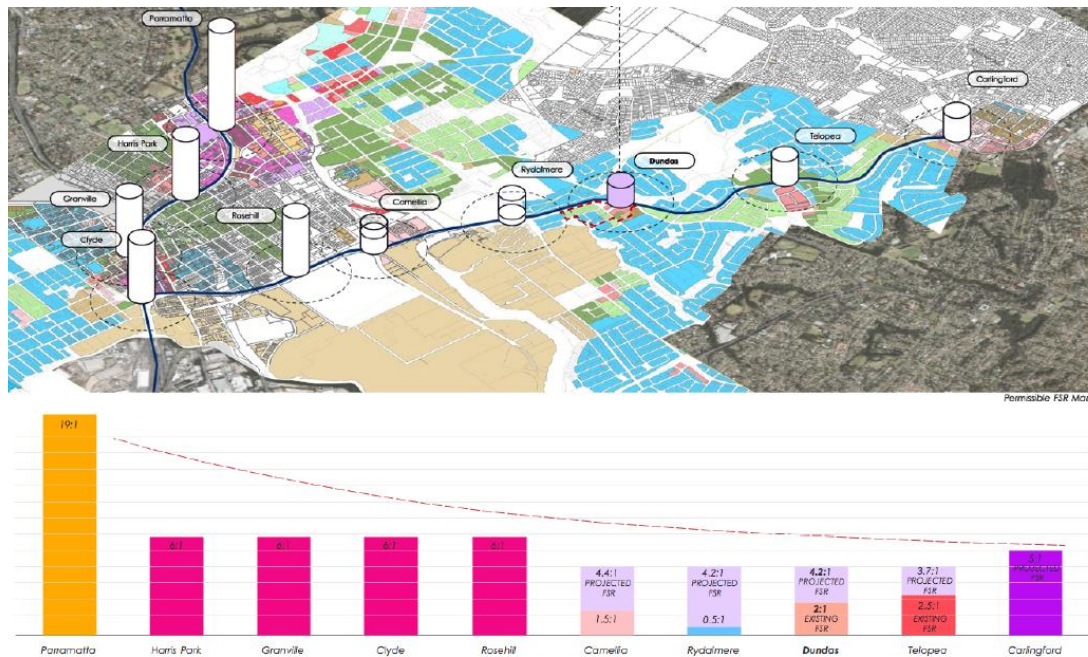 Parramatta
Harris Park
Granville
Clyde
Rosehill
Camellia
Rydalmere
Dundas
Telopea
Carlingford
Permissible FSR Map
19:1
6:1
6:1
6:1
6:1
4.4:1
PROJECTED
FSR
1.5:1
4.2:1
PROJECTED
FSR
0.5:1
4.2:1
PROJECTED
FSR
2:1
EXISTING
FSR
3.7:1
PROJECTED
FSR
2.5:1
EXISTING
FSR
5:1
PROJECTED
FSR
Parramatta
Harris Park
Granville
Clyde
Rosehill
Camellia
Rydalmere
Dundas
Telopea
Carlingford